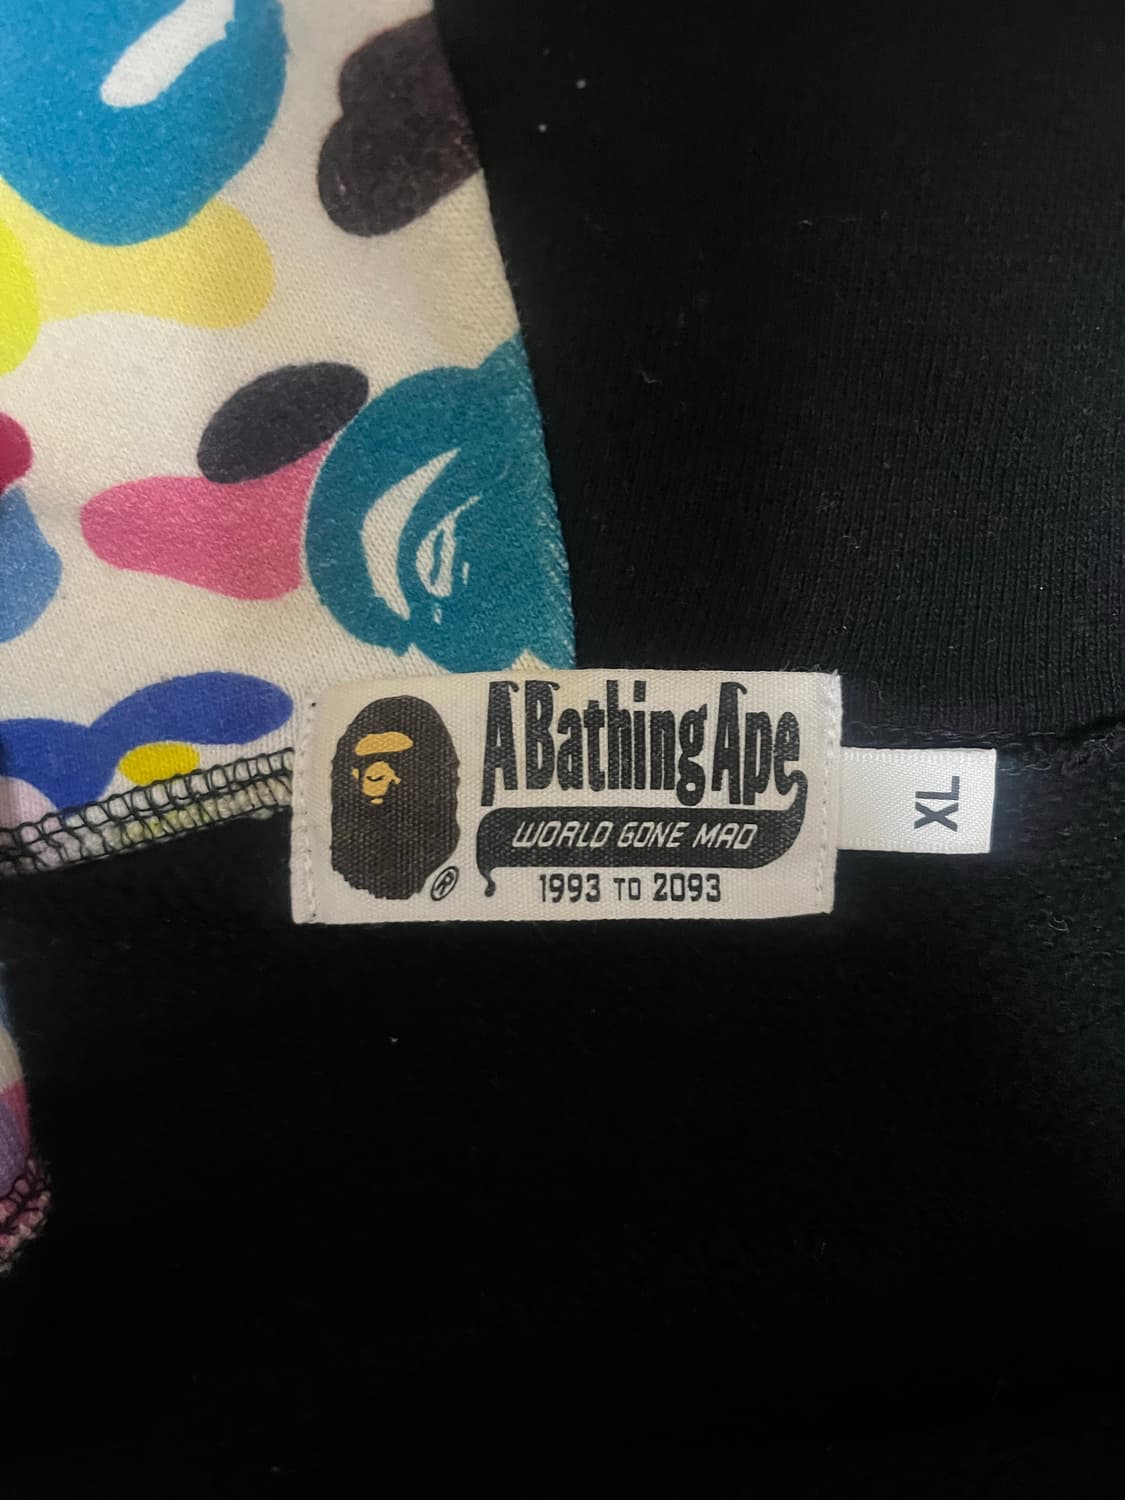 A Bathing Ape
WORLD GONE MAD
1993 TO 2093
®
XL